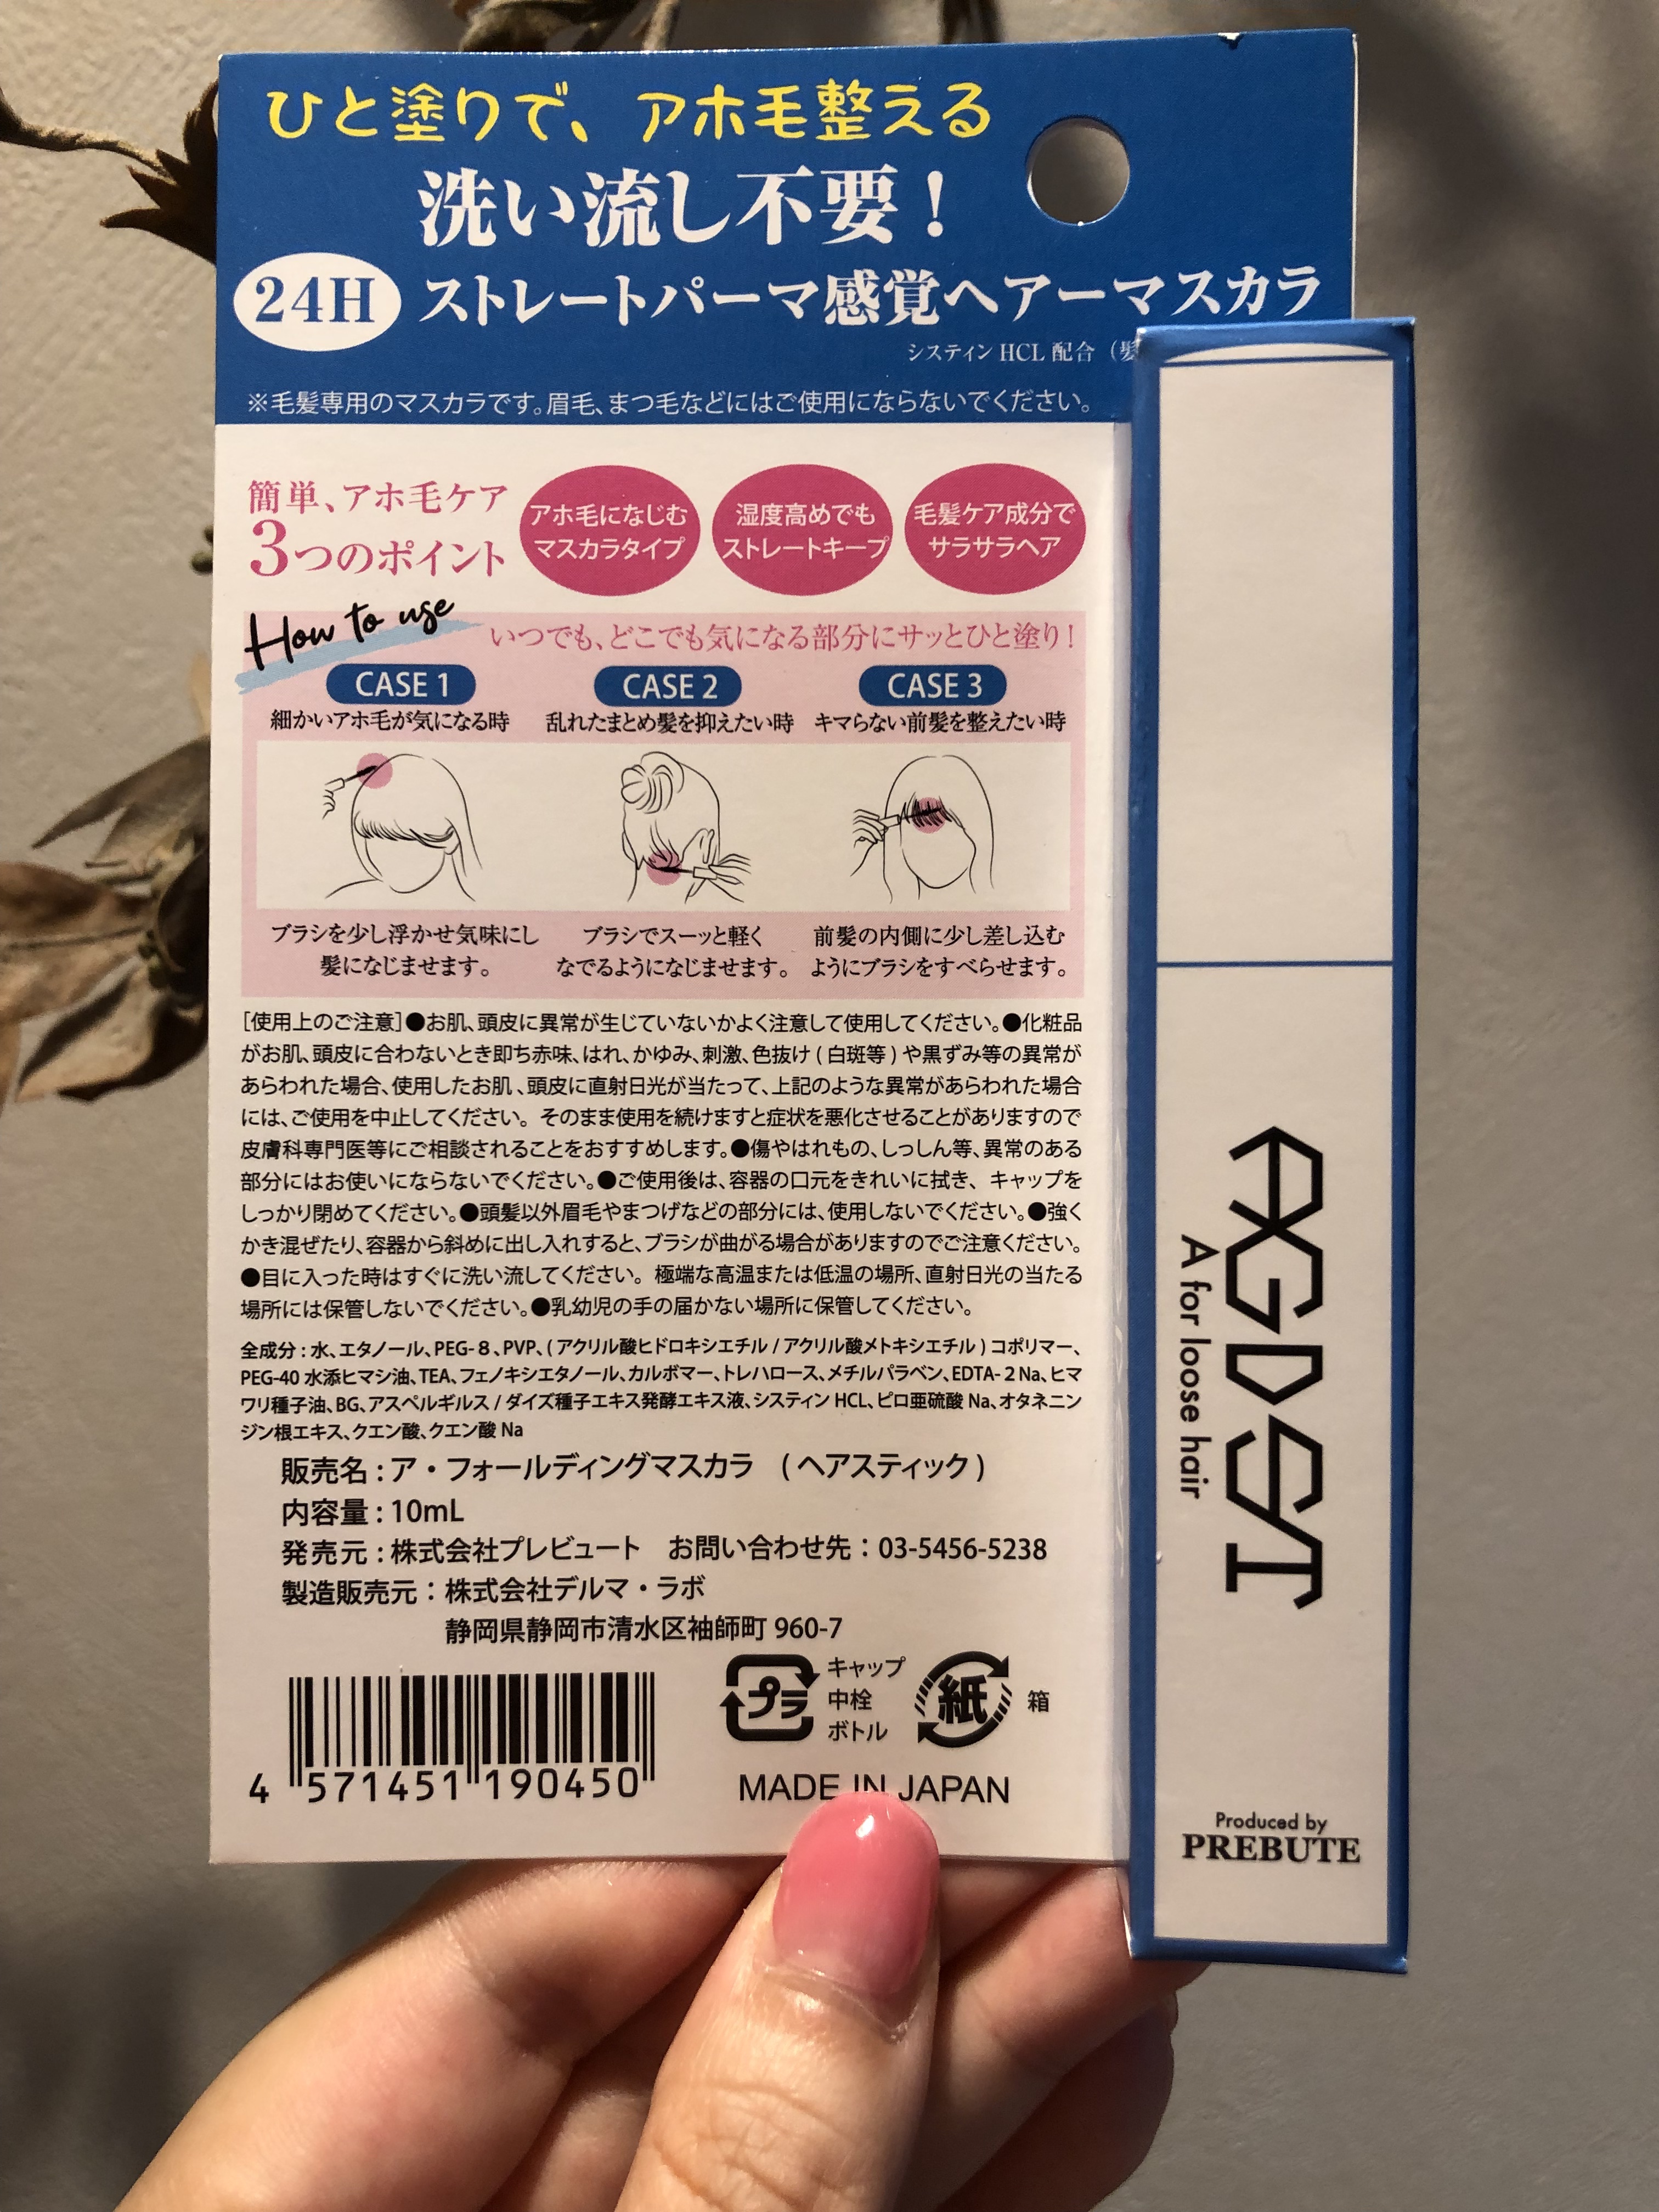 ひと塗りで、アホ毛整える
洗い流し不要！
24H ストレートパーマ感覚ヘアーマスカラ
システィン HCL 配合（髪
※毛髪専用のマスカラです。眉毛、まつ毛などにはご使用にならないでください。
簡単、アホ毛ケア
3つのポイント
アホ毛になじむ
マスカラタイプ
湿度高めでも
ストレートキープ
毛髪ケア成分で
サラサラヘア
How to use
いつでも、どこでも気になる部分にサッとひと塗り！
CASE 1
細かいアホ毛が気になる時
ブラシを少し浮かせ気味にし
髪になじませます。
CASE 2
乱れたまとめ髪を抑えたい時
ブラシでスーッと軽く
なでるようになじませます。
CASE 3
キマらない前髪を整えたい時
前髪の内側に少し差し込む
ようにブラシをすべらせます。
[使用上のご注意]●お肌、頭皮に異常が生じていないかよく注意して使用してください。●化粧品
がお肌、頭皮に合わないとき即ち赤味、はれ、かゆみ、刺激、色抜け（白斑等）や黒ずみ等の異常が
あらわれた場合、使用したお肌、頭皮に直射日光が当たって、上記のような異常があらわれた場合
には、ご使用を中止してください。そのまま使用を続けますと症状を悪化させることがありますので
皮膚科専門医等にご相談されることをおすすめします。●傷やはれもの、しっしん等、異常のある
部分にはお使いにならないでください。●ご使用後は、容器の口元をきれいに拭き、キャップを
しっかり閉めてください。●頭髪以外眉毛やまつげなどの部分には、使用しないでください。●強く
かき混ぜたり、容器から斜めに出し入れすると、ブラシが曲がる場合がありますのでご注意ください。
●目に入った時はすぐに洗い流してください。極端な高温または低温の場所、直射日光の当たる
場所には保管しないでください。●乳幼児の手の届かない場所に保管してください。
全成分：水、エタノール、PEG-8、PVP、（アクリル酸ヒドロキシエチル/アクリル酸メトキシエチル）コポリマー、
PEG-40 水添ヒマシ油、TEA、フェノキシエタノール、カルボマー、トレハロース、メチルパラベン、EDTA-2Na、ヒマ
ワリ種子油、BG、アスペルギルス/ダイズ種子エキス発酵エキス液、システィン HCL、ピロ亜硫酸 Na、オタネニン
ジン根エキス、クエン酸、クエン酸 Na
販売名：ア・フォールディングマスカラ （ヘアスティック）
内容量：10mL
発売元：株式会社プレビュート お問い合わせ先：03-5456-5238
製造販売元：株式会社デルマ・ラボ
静岡県静岡市清水区袖師町 960-7
プラ
キャップ
中栓
ボトル
紙
箱
4 571451 190450
MADE IN JAPAN
AGDST
A for loose hair
Produced by
PREBUTE